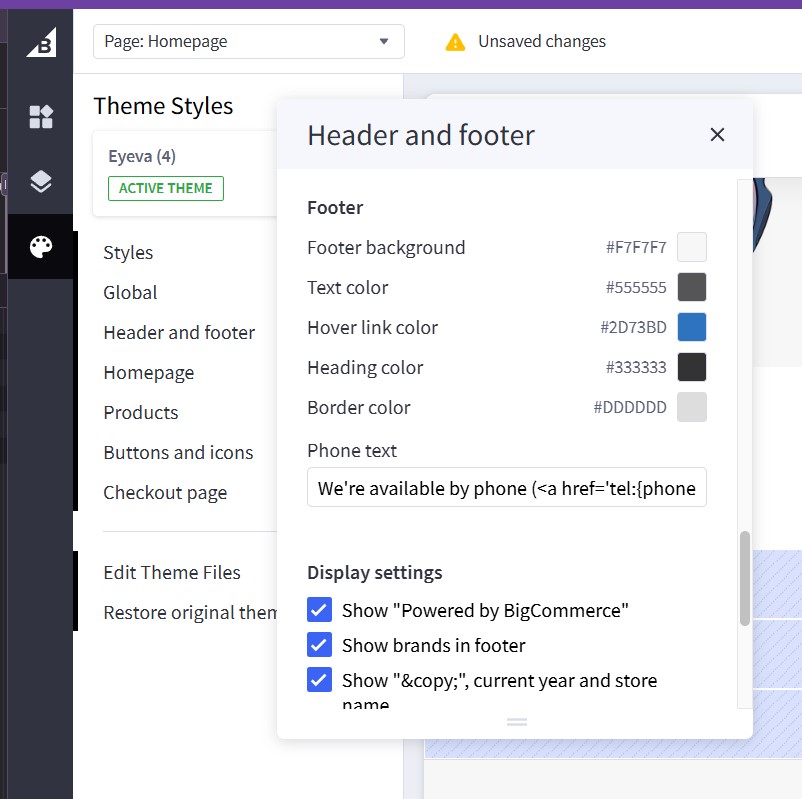 B
Page: Homepage
Unsaved changes
Theme Styles
Eyeva (4)
ACTIVE THEME
Styles
Global
Header and footer
Homepage
Products
Buttons and icons
Checkout page
Edit Theme Files
Restore original them
Header and footer
Footer
Footer background #F7F7F7
Text color #555555
Hover link color #2D73BD
Heading color #333333
Border color #DDDDDD
Phone text
We're available by phone (<a href='tel:{phone
Display settings
Show "Powered by BigCommerce"
Show brands in footer
Show "&copy;", current year and store
name